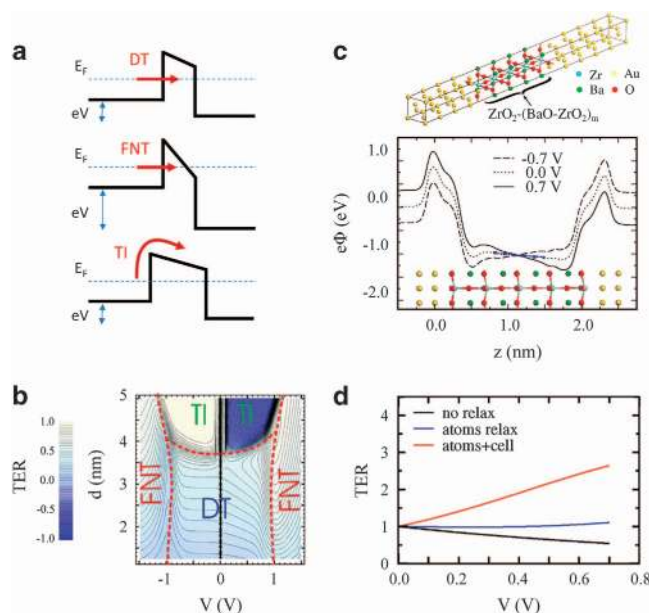 a
E_F
DT
eV
E_F
FNT
eV
TI
E_F
eV
b
TER
1.0
0.5
0.0
-0.5
-1.0
d (nm)
5
4
3
2
TI
TI
FNT
DT
FNT
-1
0
1
V (V)
c
Zr
Au
Ba
O
ZrO₂-(BaO-ZrO₂)ₘ
eΦ (eV)
1.0
0.0
-1.0
-2.0
-0.7 V
0.0 V
0.7 V
0.0
1.0
2.0
z (nm)
d
TER
4
3
2
1
0
no relax
atoms relax
atoms+cell
0.0
0.2
0.4
0.6
0.8
V (V)